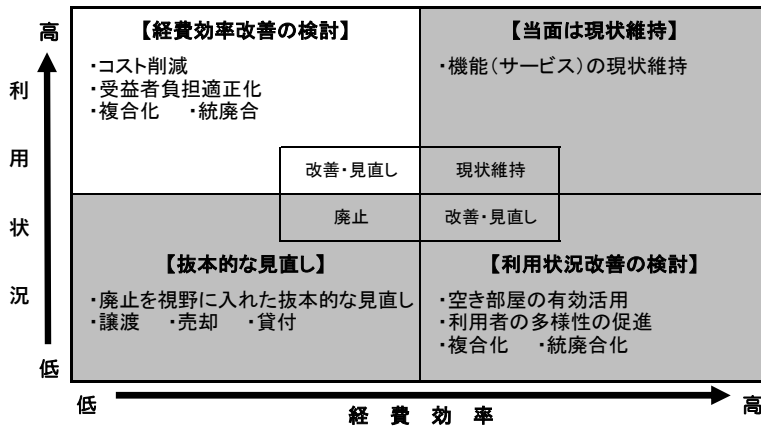 高
利
用
状
況
低
【経費効率改善の検討】
・コスト削減
・受益者負担適正化
・複合化　・統廃合
【当面は現状維持】
・機能（サービス）の現状維持
改善・見直し
現状維持
廃止
改善・見直し
【抜本的な見直し】
・廃止を視野に入れた抜本的な見直し
・譲渡　・売却　・貸付
【利用状況改善の検討】
・空き部屋の有効活用
・利用者の多様性の促進
・複合化　・統廃合化
低
経　費　効　率
高